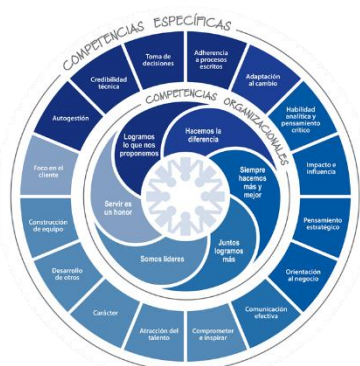 COMPETENCIAS ESPECÍFICAS
Toma de
decisiones
Adherencia
a procesos
escritos
Adaptación
al cambio
Habilidad
analítica y
pensamiento
crítico
Impacto e
influencia
Pensamiento
estratégico
Orientación
al negocio
Comunicación
efectiva
Comprometer
e inspirar
Atracción del
talento
Carácter
Desarrollo
de otros
Construcción
de equipo
Foco en el
cliente
Autogestión
Credibilidad
técnica
COMPETENCIAS ORGANIZACIONALES
Logramos
lo que nos
proponemos
Hacemos la
diferencia
Siempre
hacemos
más y
mejor
Juntos
logramos
más
Somos líderes
Servir es
un honor